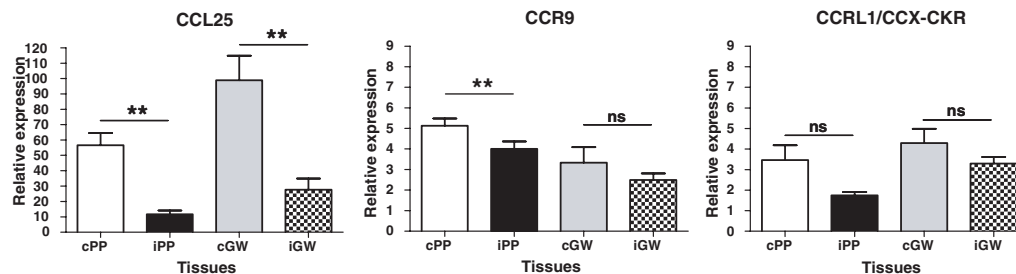 CCL25
Relative expression
120
110
100
90
80
70
60
50
40
30
20
10
0
**
**
cPP iPP cGW iGW
Tissues
CCR9
Relative expression
9
8
7
6
5
4
3
2
1
0
**
ns
cPP iPP cGW iGW
Tissues
CCRL1/CCX-CKR
Relative expression
9
8
7
6
5
4
3
2
1
0
ns
ns
cPP iPP cGW iGW
Tissues